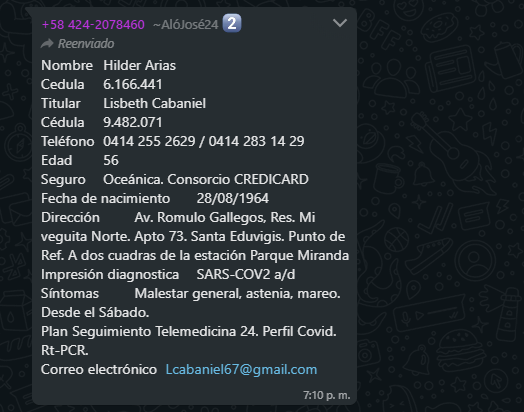 +58 424-2078460 ~AlóJosé24 2
Reenviado
Nombre Hilder Arias
Cedula 6.166.441
Titular Lisbeth Cabaniel
Cédula 9.482.071
Teléfono 0414 255 2629 / 0414 283 14 29
Edad 56
Seguro Oceánica. Consorcio CREDICARD
Fecha de nacimiento 28/08/1964
Dirección Av. Romulo Gallegos, Res. Mi
veguita Norte. Apto 73. Santa Eduvigis. Punto de
Ref. A dos cuadras de la estación Parque Miranda
Impresión diagnostica SARS-COV2 a/d
Síntomas Malestar general, astenia, mareo.
Desde el Sábado.
Plan Seguimiento Telemedicina 24. Perfil Covid.
Rt-PCR.
Correo electrónico Lcabaniel67@gmail.com
7:10 p. m.